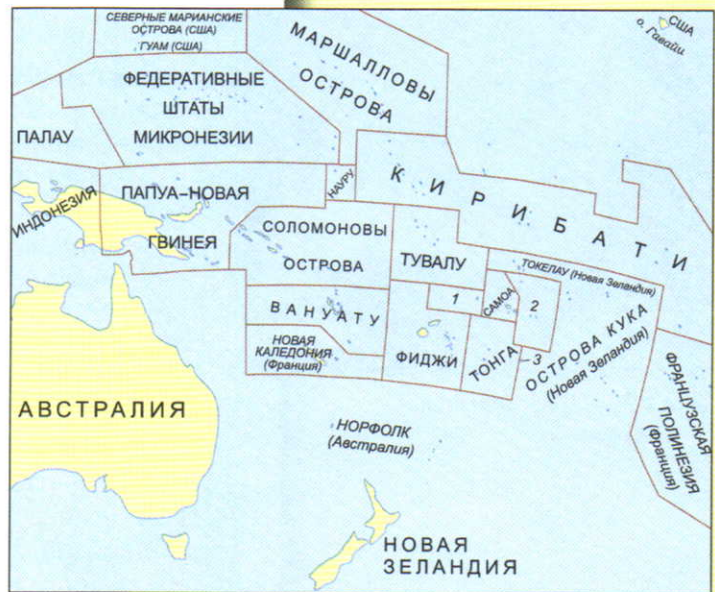 СЕВЕРНЫЕ МАРИАНСКИЕ
ОСТРОВА (США)
ГУАМ (США)
МАРШАЛЛОВЫ
ОСТРОВА
США
о. Гавайи
ФЕДЕРАТИВНЫЕ
ШТАТЫ
МИКРОНЕЗИИ
ПАЛАУ
ИНДОНЕЗИЯ
ПАПУА-НОВАЯ
ГВИНЕЯ
НАУРУ
КИРИБАТИ
СОЛОМОНОВЫ
ОСТРОВА
ТУВАЛУ
ТОКЕЛАУ (Новая Зеландия)
1
САМОА
2
ВАНУАТУ
НОВАЯ
КАЛЕДОНИЯ
(Франция)
ФИДЖИ
ТОНГА
3
ОСТРОВА КУКА
(Новая Зеландия)
ФРАНЦУЗСКАЯ
ПОЛИНЕЗИЯ
(Франция)
АВСТРАЛИЯ
НОРФОЛК
(Австралия)
НОВАЯ
ЗЕЛАНДИЯ